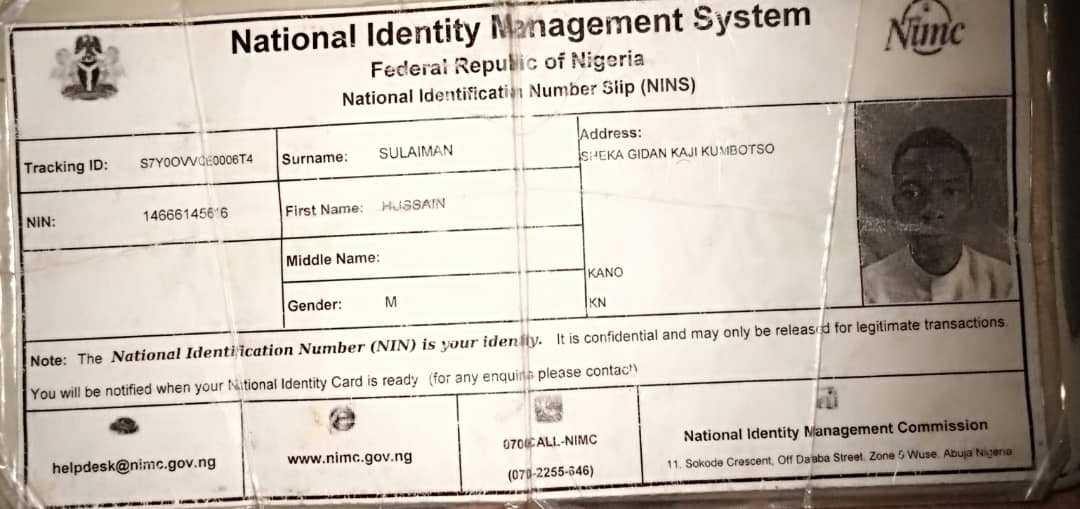 National Identity Management System
Federal Republic of Nigeria
National Identification Number Slip (NINS)
Nimc
Tracking ID:
Surname: SULAIMAN
Address:
SHEKA GIDAN KAJI KUMBOTSO
NIN:
First Name: HUSSAIN
Middle Name:
KANO
Gender: M
KN
Note: The National Identification Number (NIN) is your identity. It is confidential and may only be released for legitimate transactions.
You will be notified when your National Identity Card is ready (for any enquiries please contact)
helpdesk@nimc.gov.ng
www.nimc.gov.ng
0700CALL-NIMC
(070-2255-646)
National Identity Management Commission
11, Sokode Crescent, Off Dalaba Street, Zone 5 Wuse, Abuja Nigeria